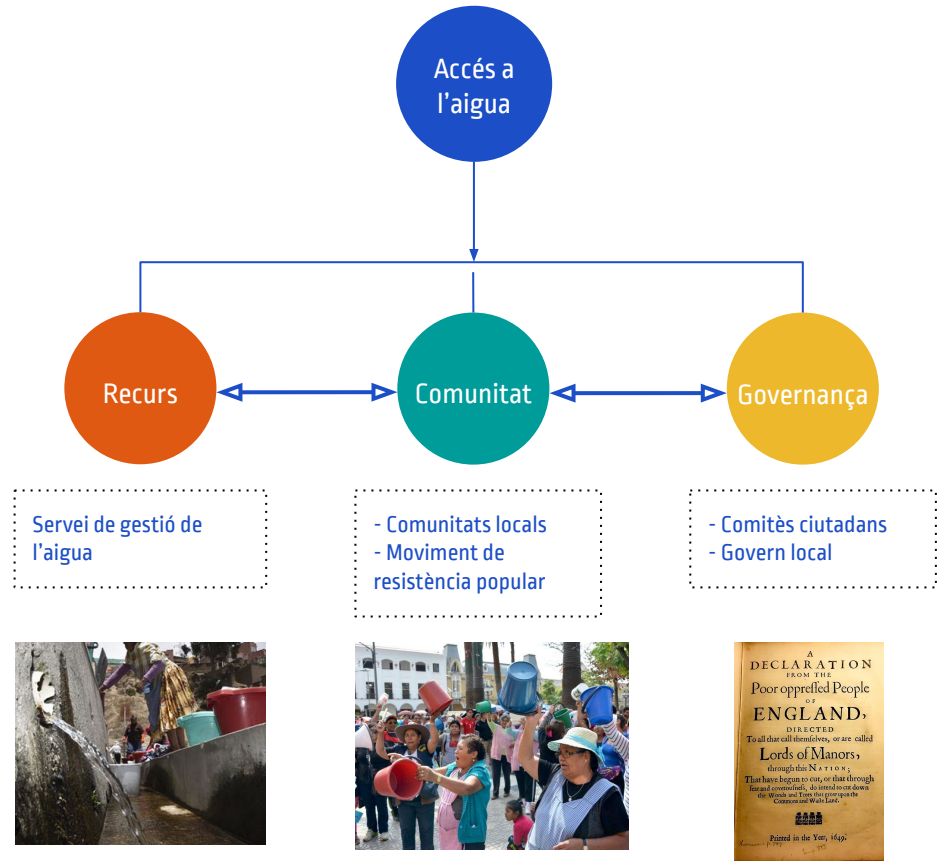 Accés a
l'aigua
Recurs
Comunitat
Governança
Servei de gestió de
l'aigua
- Comunitats locals
- Moviment de
resistència popular
- Comitès ciutadans
- Govern local
A
DECLARATION
FROM THE
Poor oppreſſed People
OF
ENGLAND,
DIRECTED
To all that call themſelves, or are called
Lords of Manors,
through this NATION;
That have begun to cut, or that through
fear and covetouſneſs, do intend to cut down
the Woods and Trees that grow upon the
Commons and Waſte Land.
Printed in the Year, 1649.